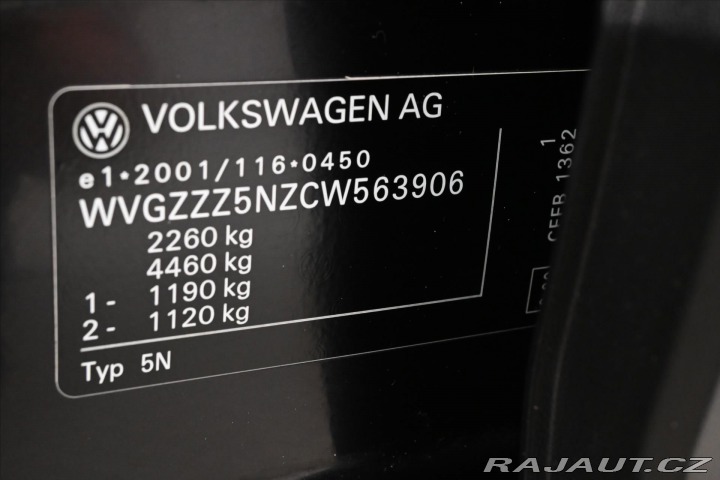 VOLKSWAGEN AG
e1*2001/116*0450
WVGZZZ5NZCW563906
2260 kg
4460 kg
1- 1190 kg
2- 1120 kg
Typ 5N
1
1362
RAJAUT.CZ